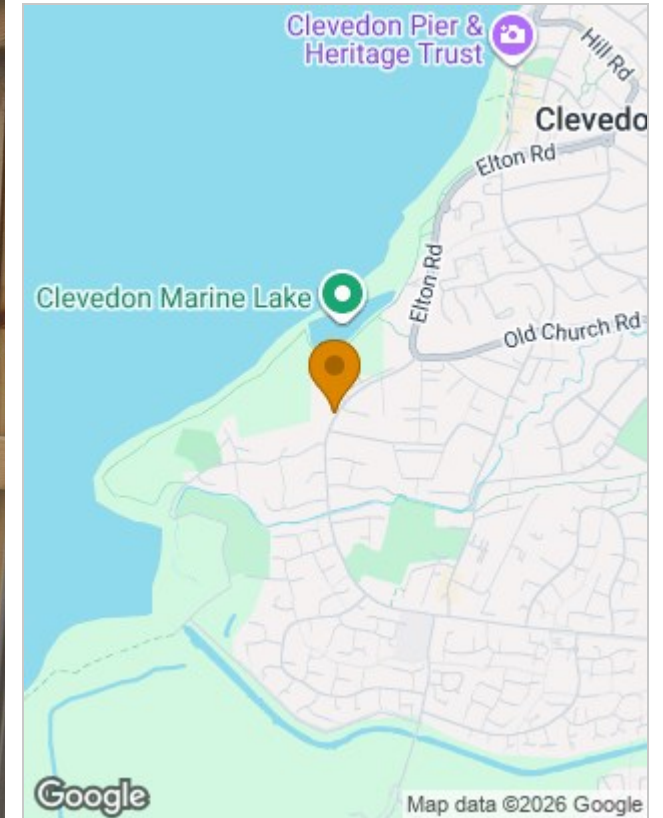 Clevedon Pier &
Heritage Trust
Hill Rd
Clevedo
Elton Rd
Clevedon Marine Lake
Elton Rd
Old Church Rd
Google
Map data ©2026 Google